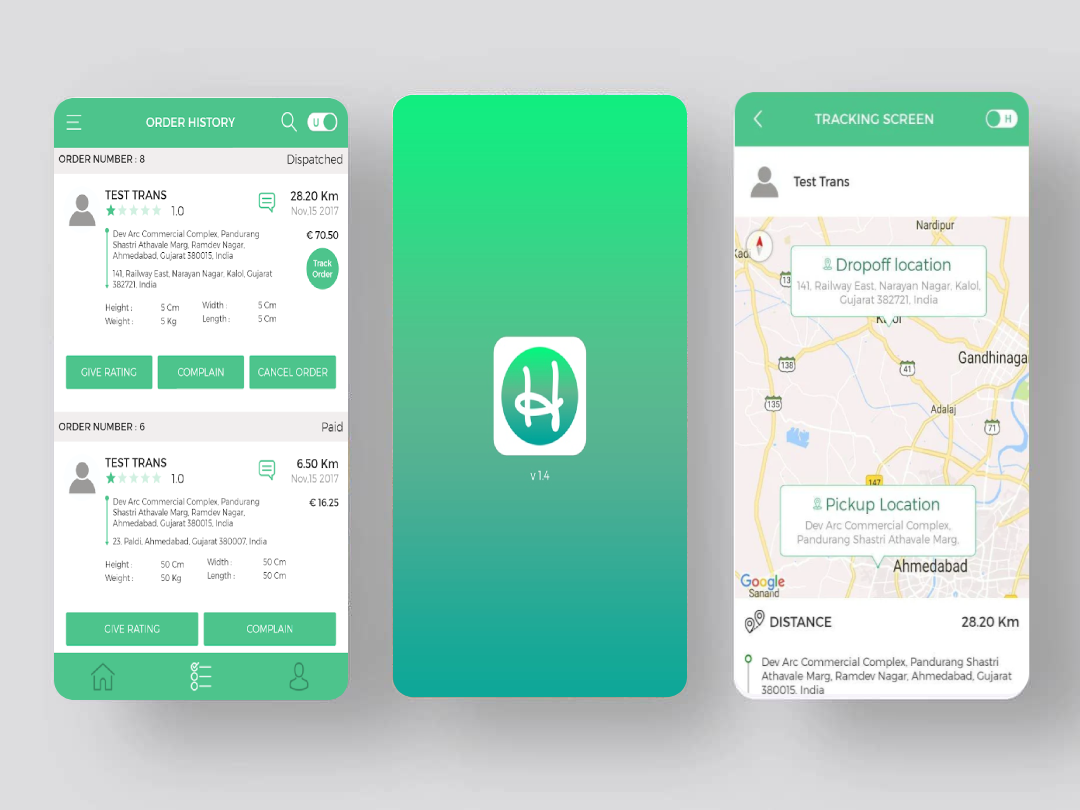 ORDER HISTORY
U
ORDER NUMBER : 8
Dispatched
TEST TRANS
1.0
28.20 Km
Nov,15 2017
Dev Arc Commercial Complex, Pandurang
Shastri Athavale Marg, Ramdev Nagar,
Ahmedabad, Gujarat 380015, India
€ 70.50
Track
Order
141, Railway East, Narayan Nagar, Kalol, Gujarat
382721, India
Height : 5 Cm Width : 5 Cm
Weight : 5 Kg Length : 5 Cm
GIVE RATING
COMPLAIN
CANCEL ORDER
ORDER NUMBER : 6
Paid
TEST TRANS
1.0
6.50 Km
Nov,15 2017
Dev Arc Commercial Complex, Pandurang
Shastri Athavale Marg, Ramdev Nagar,
Ahmedabad, Gujarat 380015, India
€ 16.25
23, Paldi, Ahmedabad, Gujarat 380007, India
Height : 50 Cm Width : 50 Cm
Weight : 50 Kg Length : 50 Cm
GIVE RATING
COMPLAIN
H
v 1.4
TRACKING SCREEN
H
Test Trans
Nardipur
Kadi
13
Dropoff location
141, Railway East, Narayan Nagar, Kalol,
Gujarat 382721, India
Kalol
138
41
Gandhinaga
135
Adalaj
71
147
Pickup Location
Dev Arc Commercial Complex,
Pandurang Shastri Athavale Marg,
Ahmedabad
Google
Sanand
DISTANCE
28.20 Km
Dev Arc Commercial Complex, Pandurang Shastri
Athavale Marg, Ramdev Nagar, Ahmedabad, Gujarat
380015, India